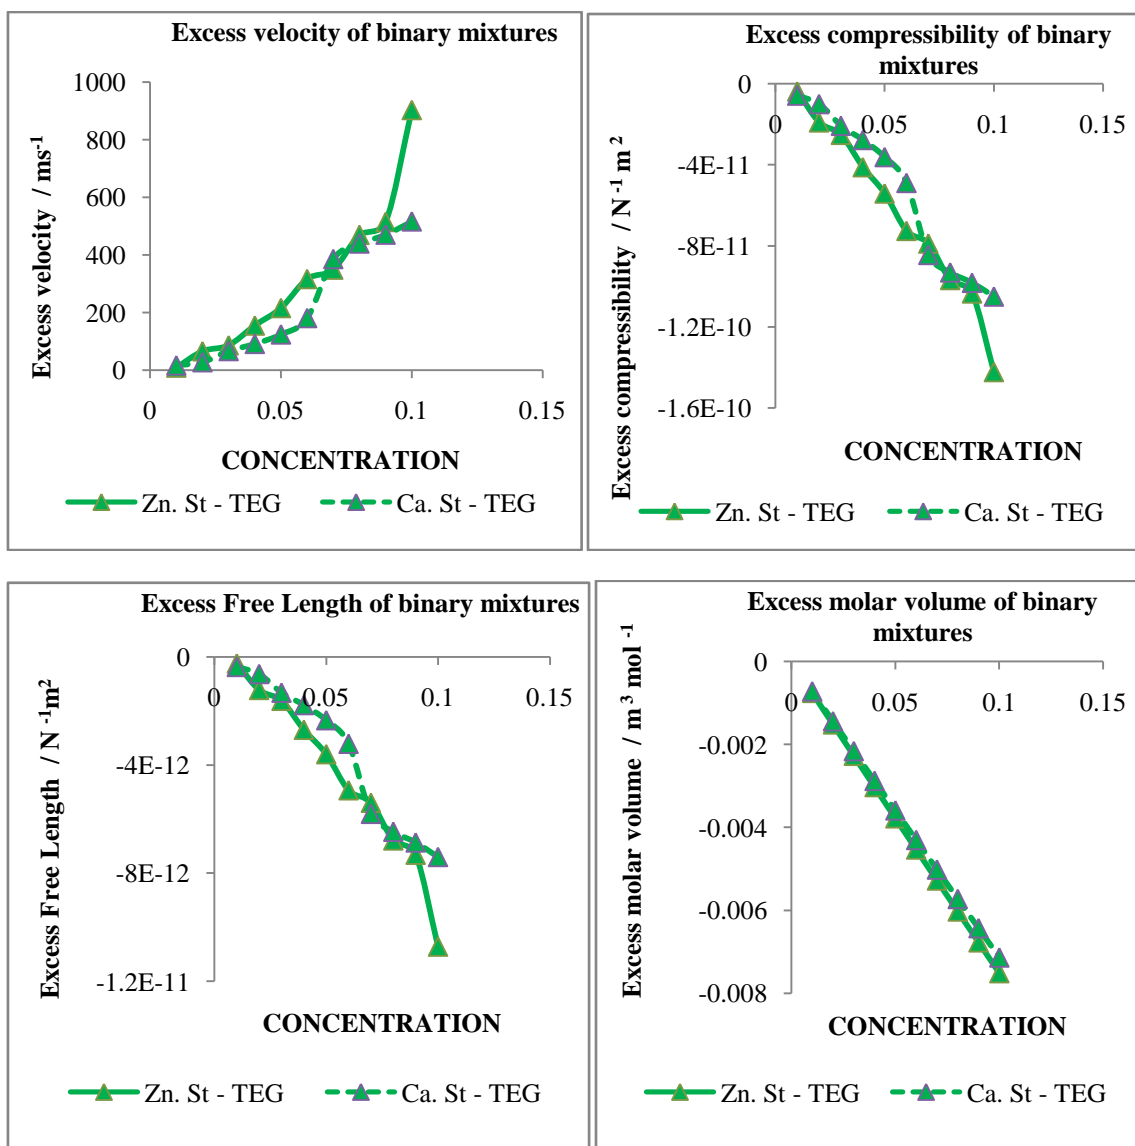 Excess velocity of binary mixtures
1000
800
600
400
200
0
0
0.05
0.1
0.15
Excess velocity / ms-1
CONCENTRATION
Zn. St - TEG
Ca. St - TEG
Excess compressibility of binary
mixtures
0
-4E-11
-8E-11
-1.2E-10
-1.6E-10
0
0.05
0.1
0.15
Excess compressibility / N-1 m2
CONCENTRATION
Zn. St - TEG
Ca. St - TEG
Excess Free Length of binary mixtures
0
-4E-12
-8E-12
-1.2E-11
0
0.05
0.1
0.15
Excess Free Length / N-1m2
CONCENTRATION
Zn. St - TEG
Ca. St - TEG
Excess molar volume of binary
mixtures
0
-0.002
-0.004
-0.006
-0.008
0
0.05
0.1
0.15
Excess molar volume / m3 mol -1
CONCENTRATION
Zn. St - TEG
Ca. St - TEG